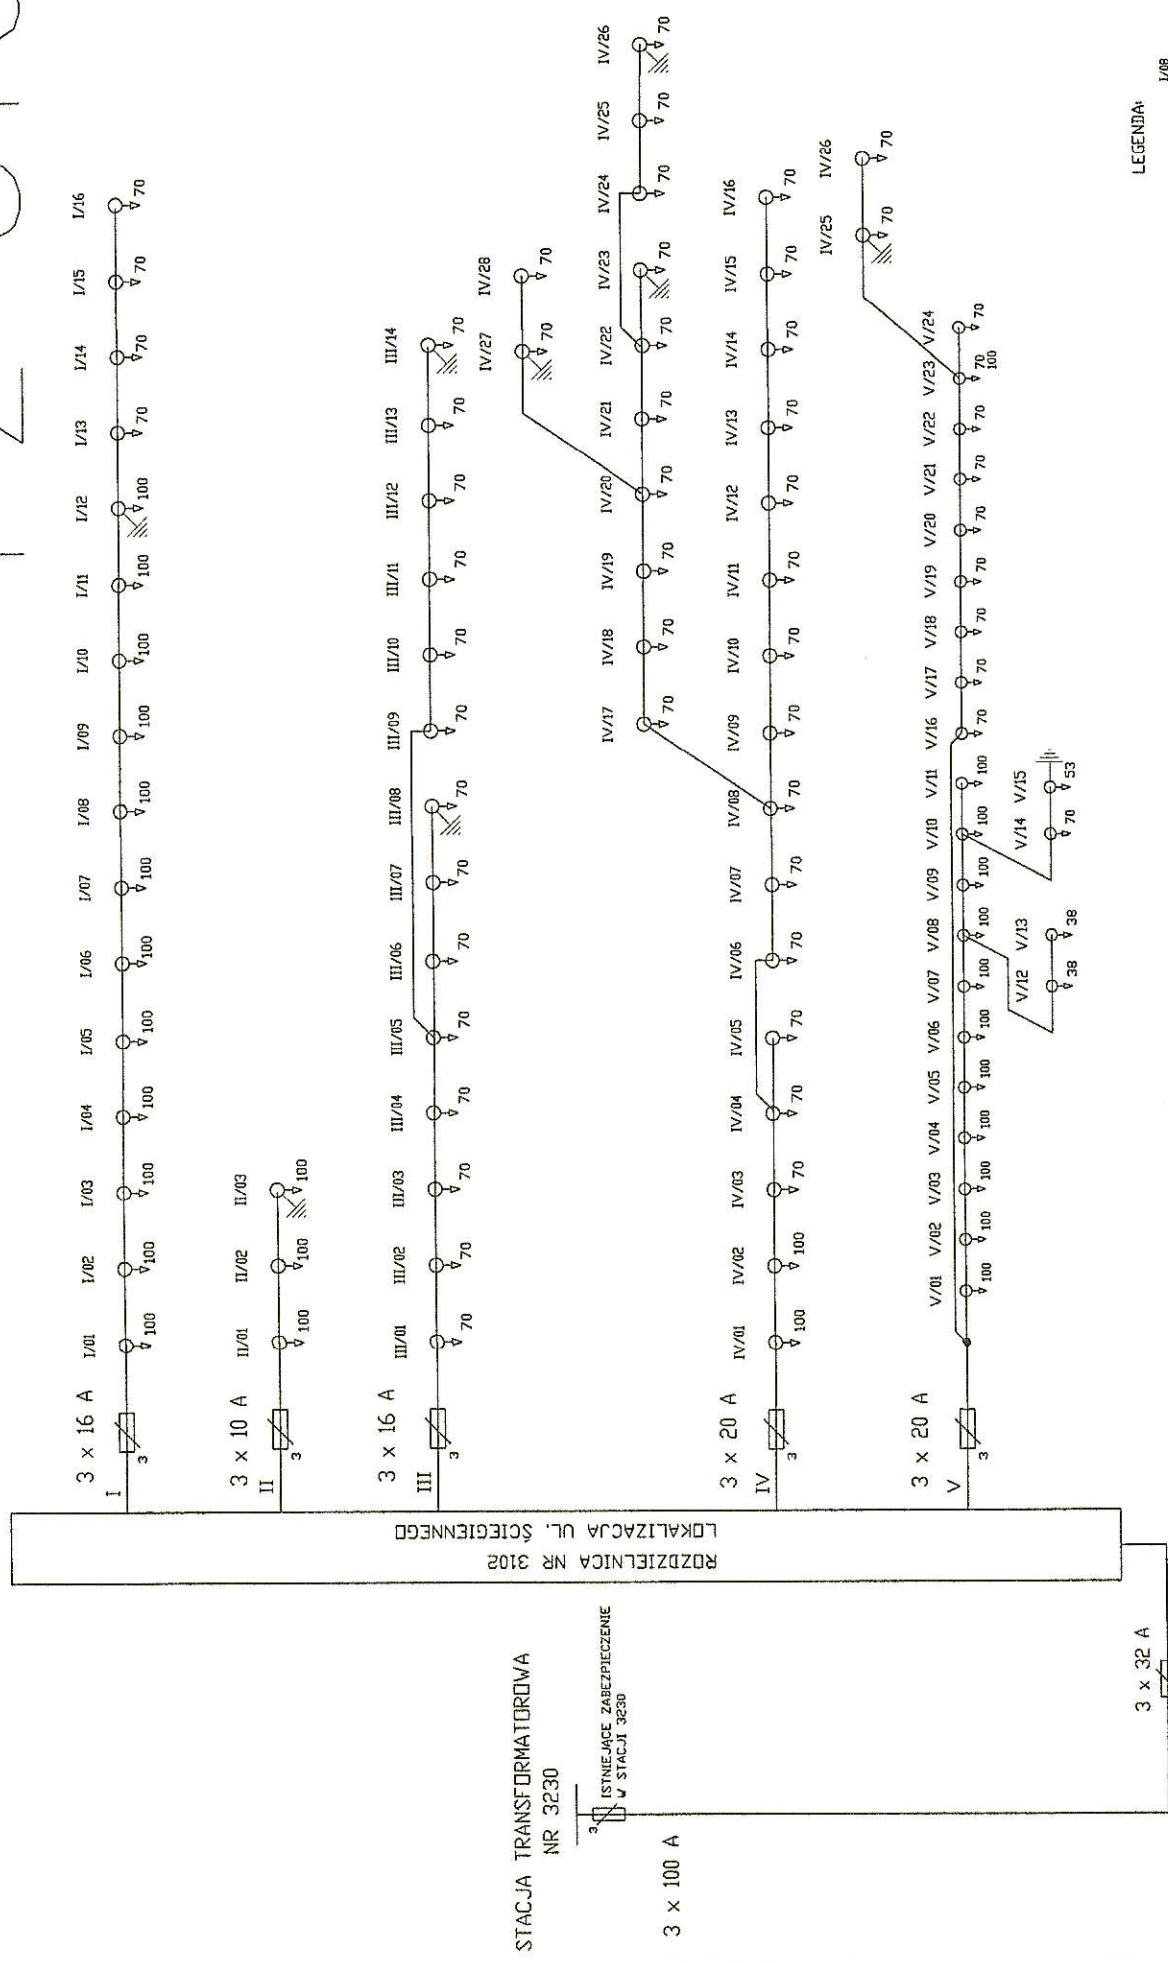 I/01 I/02 I/03 I/04 I/05 I/06 I/07 I/08 I/09 I/10 I/11 I/12 I/13 I/14 I/15 I/16
3 x 16 A
I
3
100 100 100 100 100 100 100 100 100 100 100 100 70 70 70 70
II/01 II/02 II/03
3 x 10 A
II
3
100 100 100
III/09 III/10 III/11 III/12 III/13 III/14
70 70 70 70 70 70
III/01 III/02 III/03 III/04 III/05 III/06 III/07 III/08
3 x 16 A
III
3
70 70 70 70 70 70 70 70
IV/27 IV/28
70 70
IV/24 IV/25 IV/26
70 70 70
IV/17 IV/18 IV/19 IV/20 IV/21 IV/22 IV/23
70 70 70 70 70 70 70
IV/01 IV/02 IV/03 IV/04 IV/05 IV/06 IV/07 IV/08 IV/09 IV/10 IV/11 IV/12 IV/13 IV/14 IV/15 IV/16
3 x 20 A
IV
3
100 100 70 70 70 70 70 70 70 70 70 70 70 70 70 70
IV/25 IV/26
70 70
V/01 V/02 V/03 V/04 V/05 V/06 V/07 V/08 V/09 V/10 V/11 V/16 V/17 V/18 V/19 V/20 V/21 V/22 V/23 V/24
3 x 20 A
V
3
100 100 100 100 100 100 100 100 100 100 100 70 70 70 70 70 70 70 70 70
100
V/12 V/13 V/14 V/15
38 38 70 53
ROZDZIELNICA NR 3102
LOKALIZACJA UL. ŚCIEGIENNEGO
STACJA TRANSFORMATOROWA
NR 3230
3
ISTNIEJĄCE ZABEZPIECZENIE
W STACJI 3230
3 x 100 A
3 x 32 A
LEGENDA:
I/08